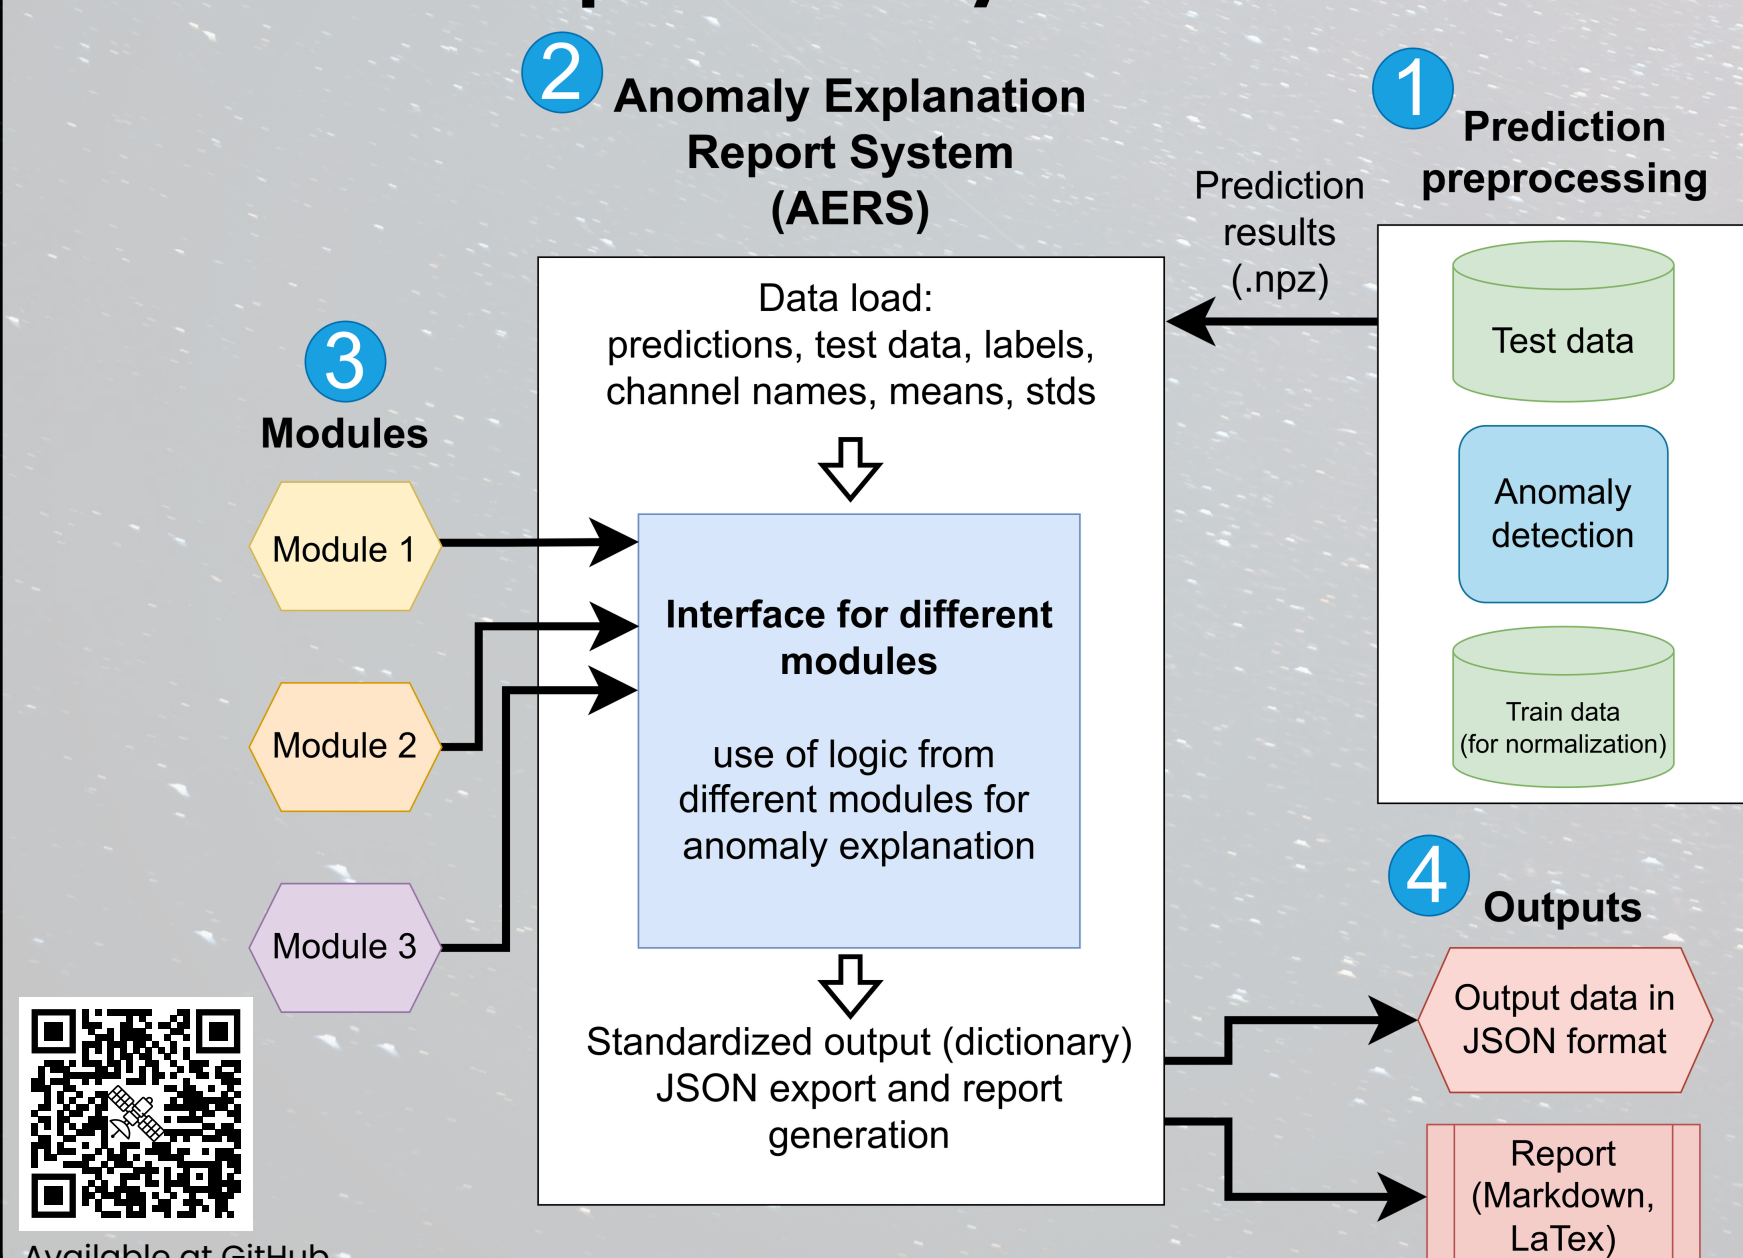 2
Anomaly Explanation
Report System
(AERS)
1
Prediction
preprocessing
Prediction
results
(.npz)
Data load:
predictions, test data, labels,
channel names, means, stds
Test data
Anomaly
detection
Train data
(for normalization)
3
Modules
Module 1
Module 2
Module 3
Interface for different
modules
use of logic from
different modules for
anomaly explanation
Standardized output (dictionary)
JSON export and report
generation
4
Outputs
Output data in
JSON format
Report
(Markdown,
LaTex)
Available at GitHub